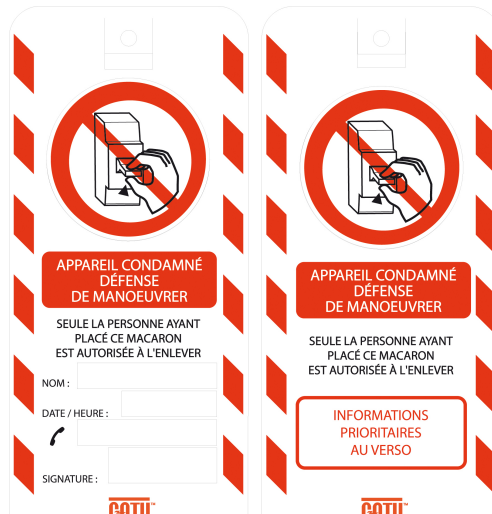 APPAREIL CONDAMNÉ
DÉFENSE
DE MANOEUVRER
SEULE LA PERSONNE AYANT
PLACÉ CE MACARON
EST AUTORISÉE À L'ENLEVER
NOM :
DATE / HEURE :
SIGNATURE :
CATU™
APPAREIL CONDAMNÉ
DÉFENSE
DE MANOEUVRER
SEULE LA PERSONNE AYANT
PLACÉ CE MACARON
EST AUTORISÉE À L'ENLEVER
INFORMATIONS
PRIORITAIRES
AU VERSO
CATU™